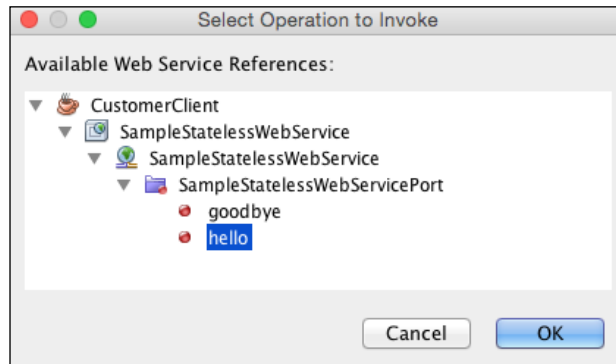 Select Operation to Invoke
Available Web Service References:
CustomerClient
SampleStatelessWebService
SampleStatelessWebService
SampleStatelessWebServicePort
goodbye
hello
Cancel OK